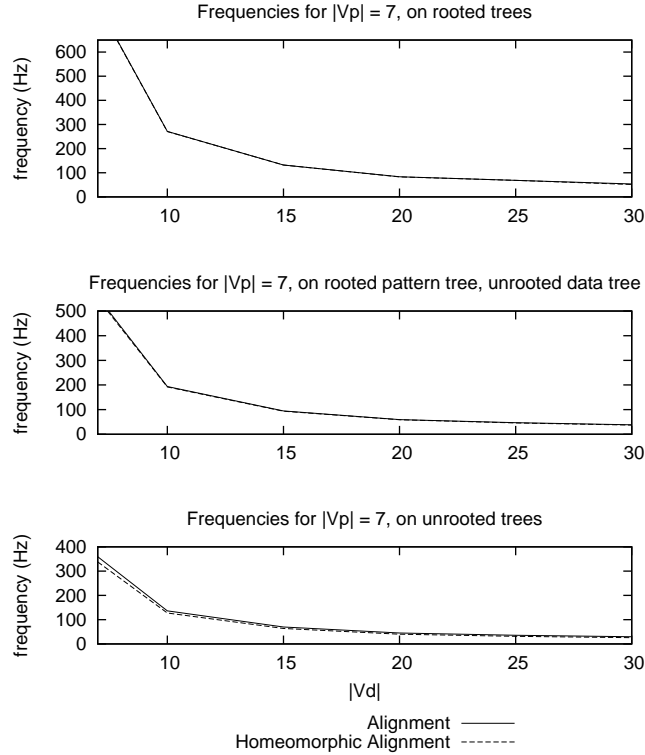 Frequencies for |Vp| = 7, on rooted trees
frequency (Hz)
600
500
400
300
200
100
0
10 15 20 25 30
Frequencies for |Vp| = 7, on rooted pattern tree, unrooted data tree
frequency (Hz)
500
400
300
200
100
0
10 15 20 25 30
Frequencies for |Vp| = 7, on unrooted trees
frequency (Hz)
400
300
200
100
0
10 15 20 25 30
|Vd|
Alignment
Homeomorphic Alignment